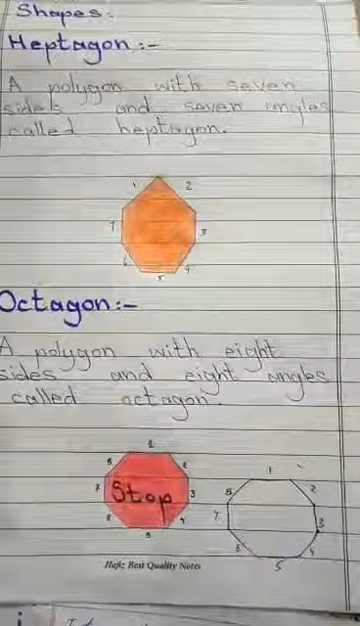 Shapes:
Heptagon:-
A polygon with seven
sides and seven angles
called heptagon.
1 2
7 3
6 4
5
Octagon:-
A polygon with eight
sides and eight angles
called octagon.
1
2
7 3
4
5
Stop
1
8 2
7 3
6 4
5
Hafiz Best Quality Notes